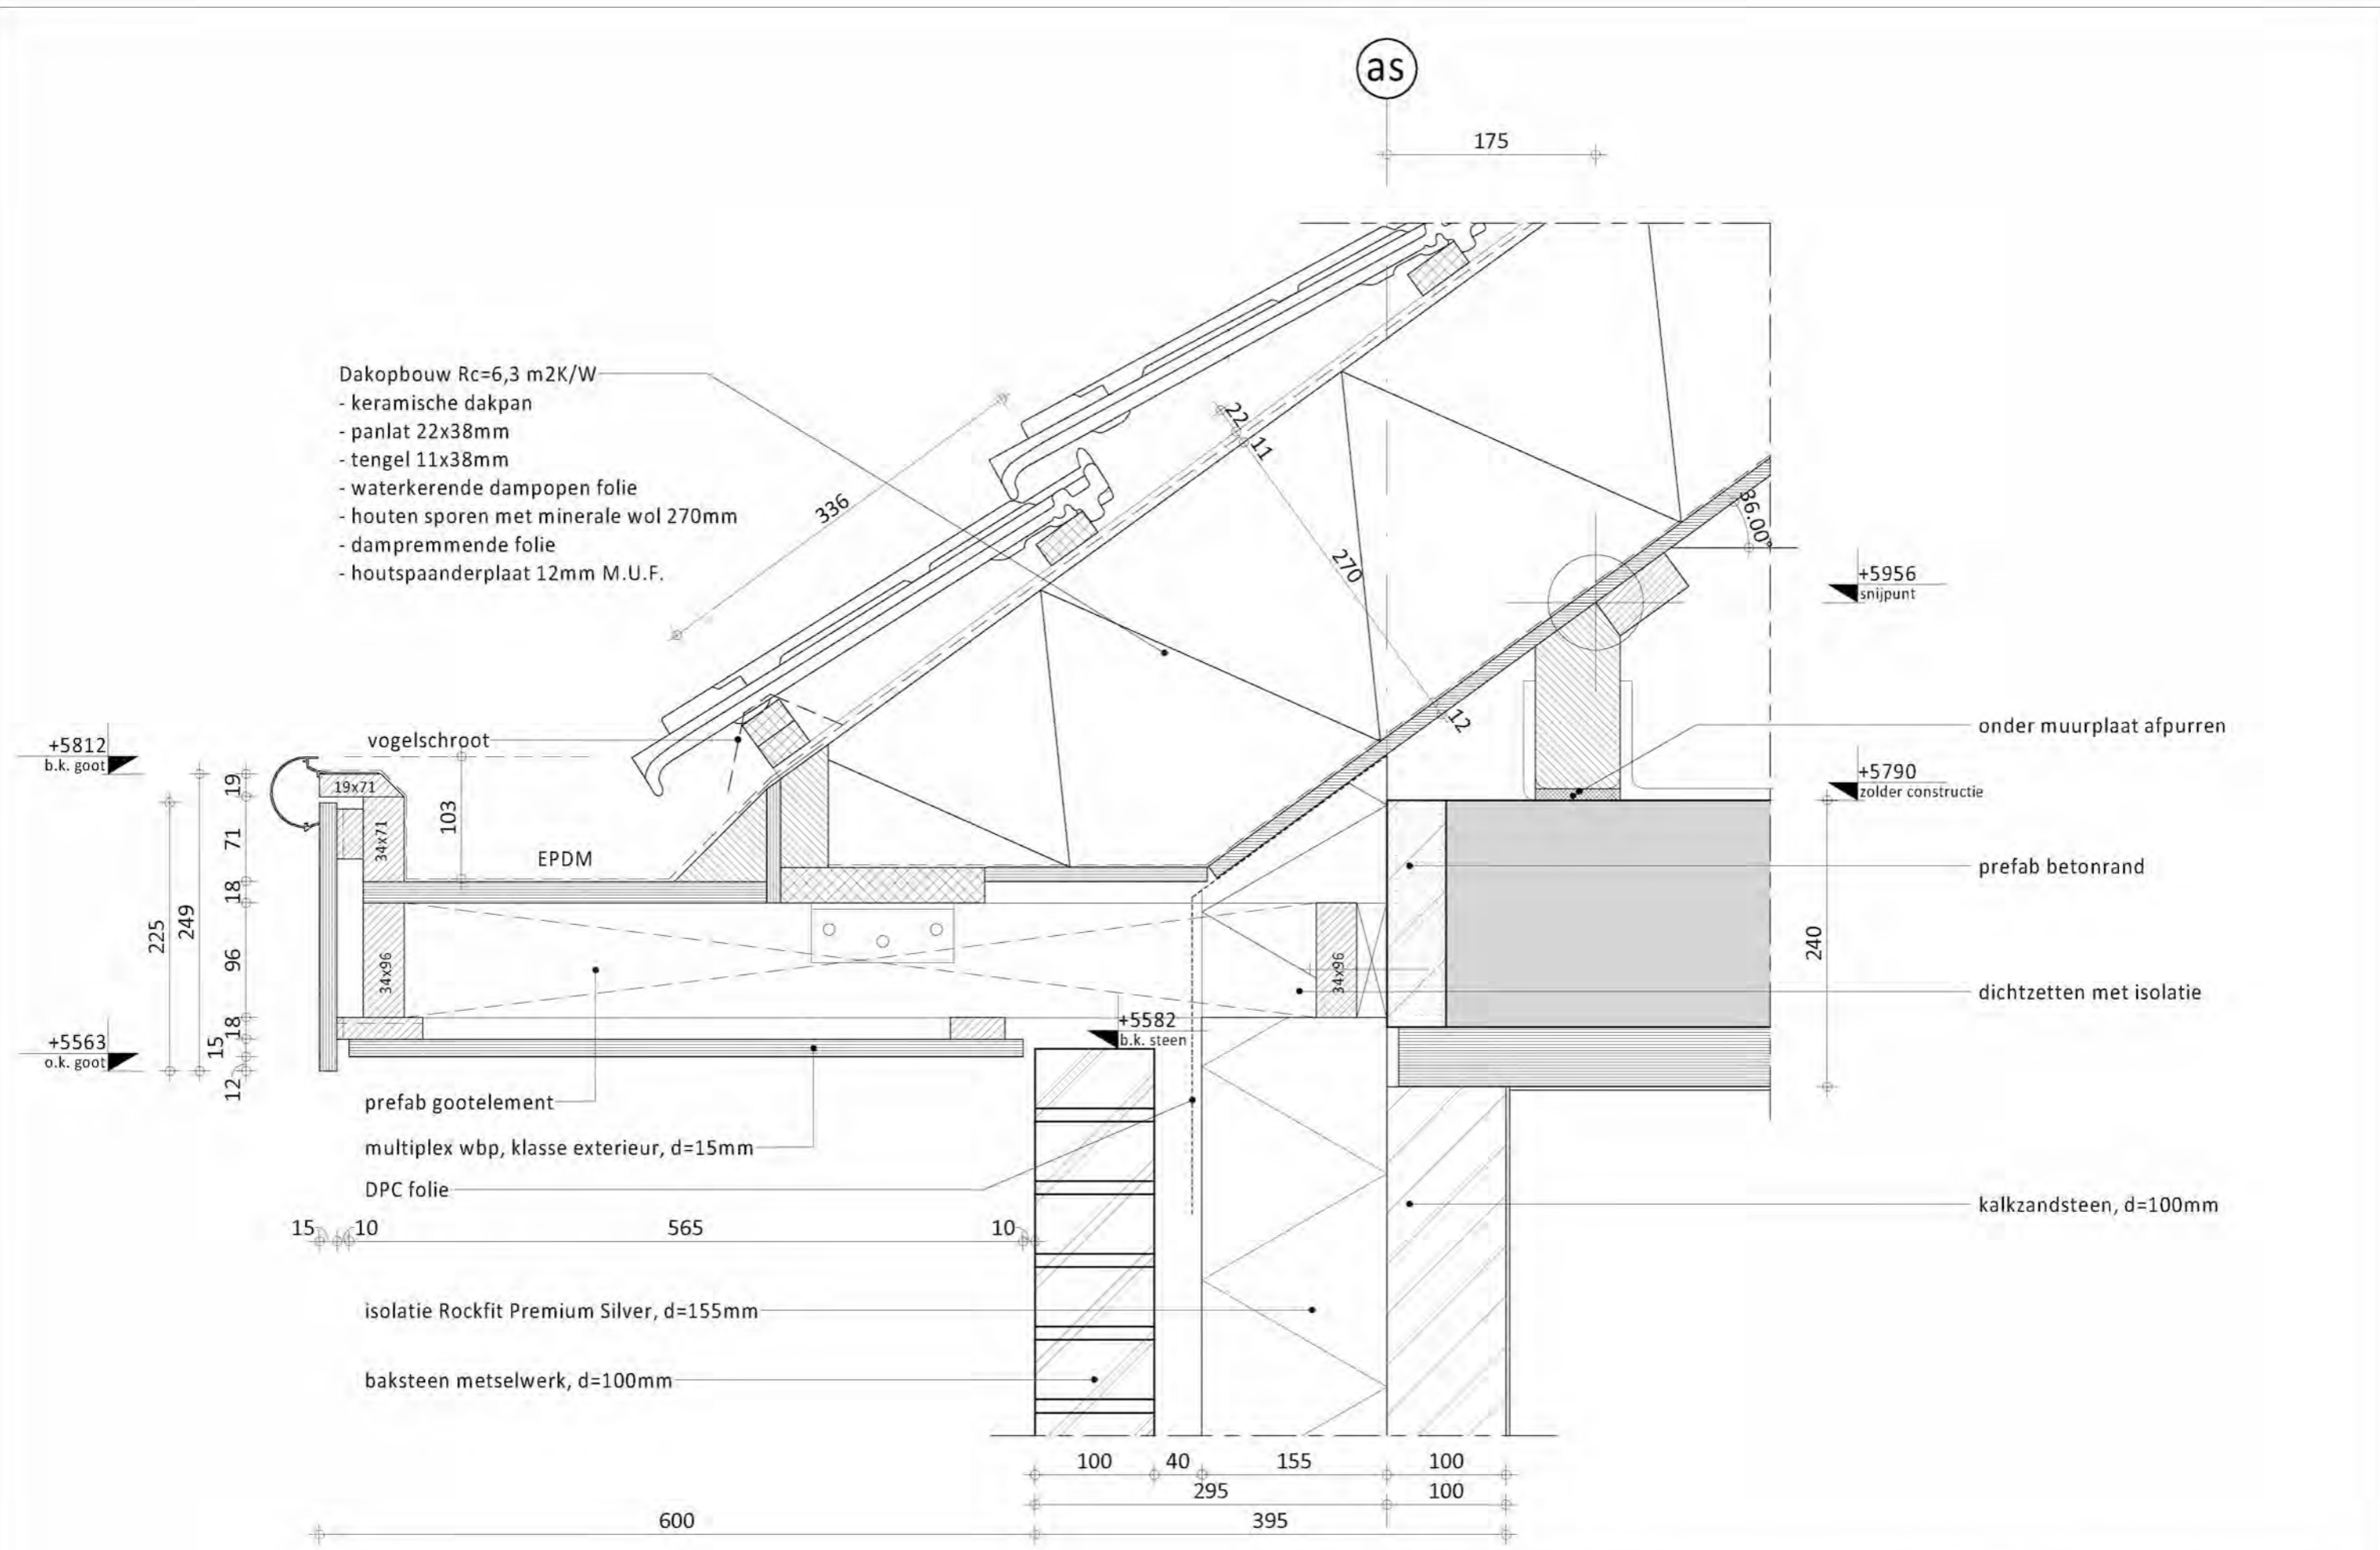 as
175
Dakopbouw Rc=6,3 m2K/W
- keramische dakpan
- panlat 22x38mm
- tengel 11x38mm
- waterkerende dampopen folie
- houten sporen met minerale wol 270mm
- dampremmende folie
- houtspaanderplaat 12mm M.U.F.
336
22
11
270
12
36.00°
+5956
snijpunt
onder muurplaat afpurren
+5790
zolder constructie
prefab betonrand
240
dichtzetten met isolatie
kalkzandsteen, d=100mm
vogelschroot
+5812
b.k. goot
19x71
34x71
103
EPDM
19
71
18
96
18
15
12
249
225
34x96
34x96
+5563
o.k. goot
+5582
b.k. steen
prefab gootelement
multiplex wbp, klasse exterieur, d=15mm
DPC folie
15 10 565 10
isolatie Rockfit Premium Silver, d=155mm
baksteen metselwerk, d=100mm
100 40 155 100
295 100
600 395